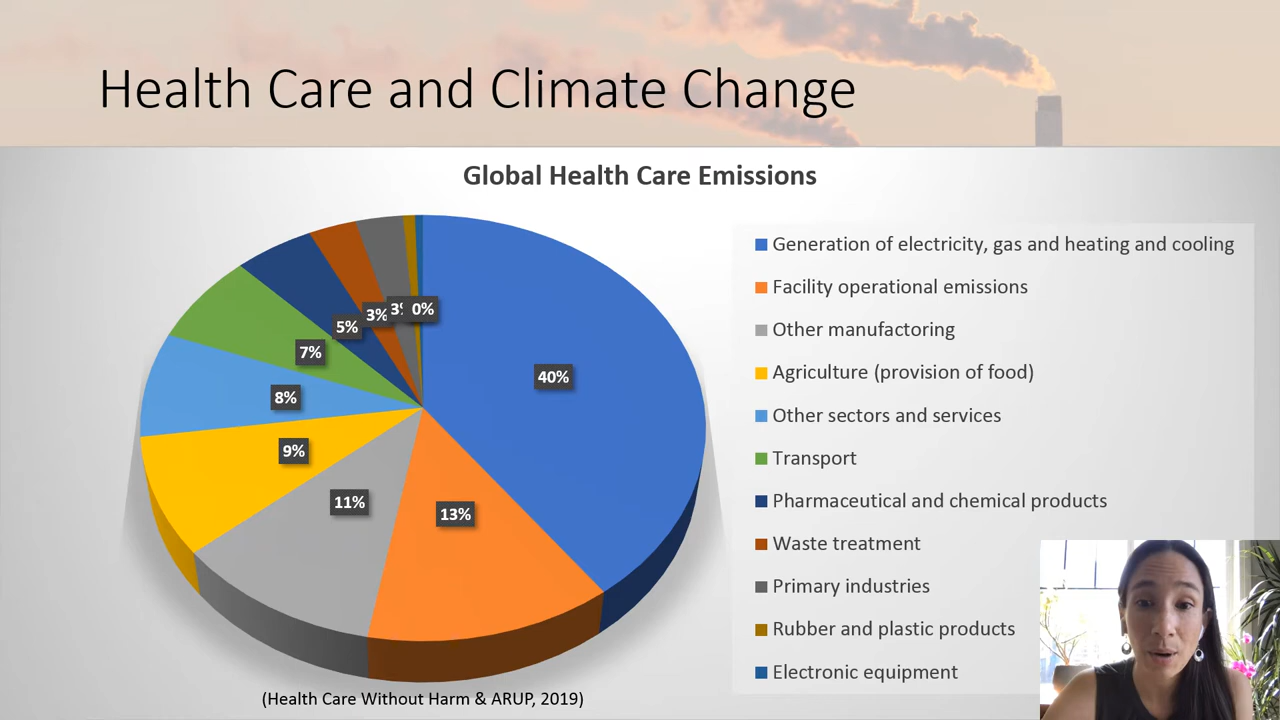 Health Care and Climate Change
Global Health Care Emissions
Generation of electricity, gas and heating and cooling
Facility operational emissions
Other manufactoring
Agriculture (provision of food)
Other sectors and services
Transport
Pharmaceutical and chemical products
Waste treatment
Primary industries
Rubber and plastic products
Electronic equipment
40%
13%
11%
9%
8%
7%
5%
3%
0%
(Health Care Without Harm & ARUP, 2019)